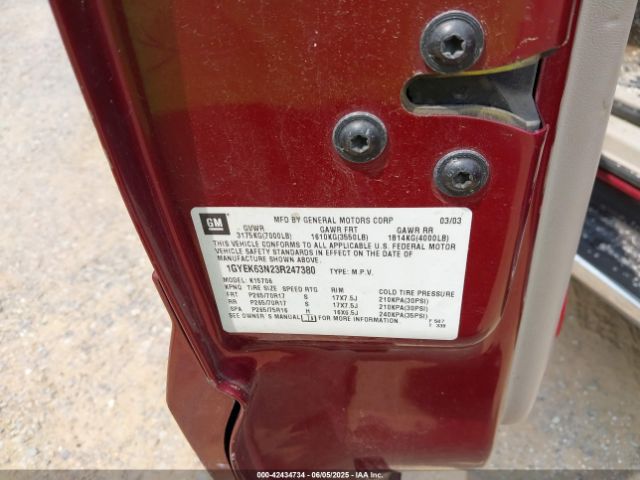 GM
MFD BY GENERAL MOTORS CORP 03/03
GVWR GAWR FRT GAWR RR
3175KG(7000LB) 1610KG(3550LB) 1814KG(4000LB)
THIS VEHICLE CONFORMS TO ALL APPLICABLE U.S. FEDERAL MOTOR
VEHICLE SAFETY STANDARDS IN EFFECT ON THE DATE OF
MANUFACTURE SHOWN ABOVE.
1GYEK63N23R247380 TYPE: M.P.V.
MODEL: K15706
KPNG TIRE SIZE SPEED RTG RIM COLD TIRE PRESSURE
FRT P265/70R17 S 17X7.5J 210KPA(30PSI)
RR P265/70R17 S 17X7.5J 210KPA(30PSI)
SPA P265/75R16 H 16X6.5J 240KPA(35PSI)
SEE OWNER'S MANUAL FOR MORE INFORMATION.
000-42434734 06/05/2025 IAAI.COM